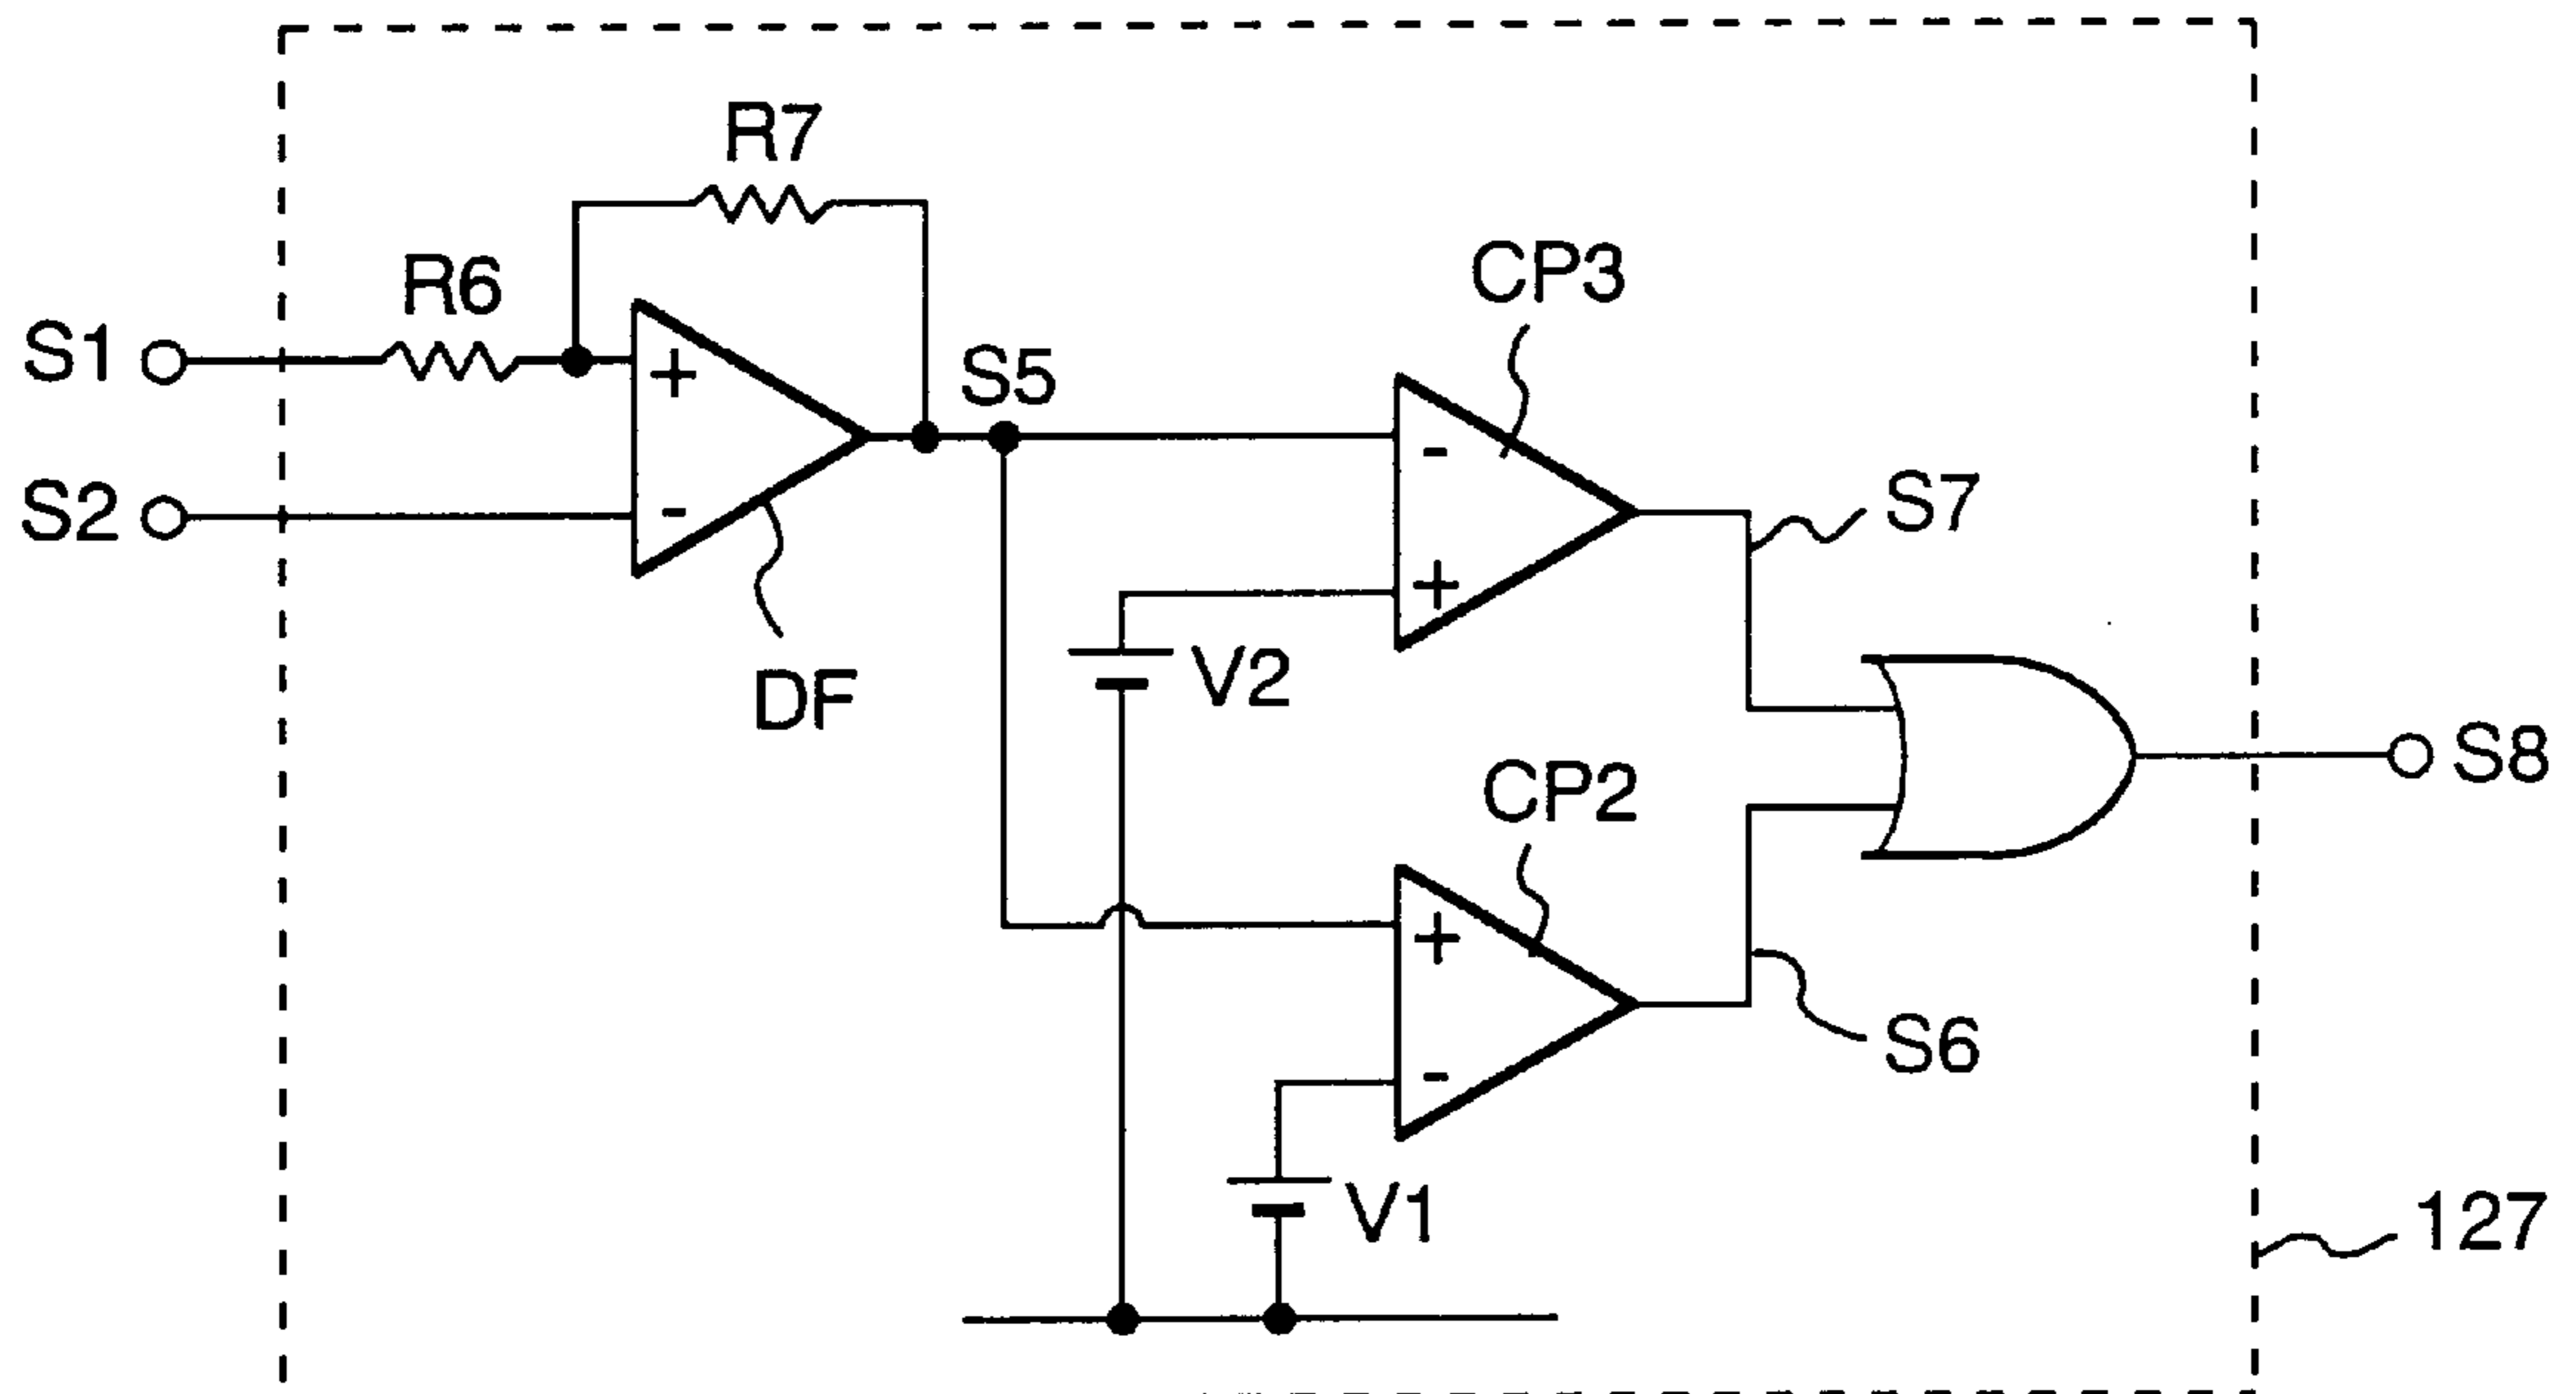 R7
R6
CP3
S1
+
S5
-
S7
S2
-
+
V2
DF
S8
CP2
+
-
S6
V1
127